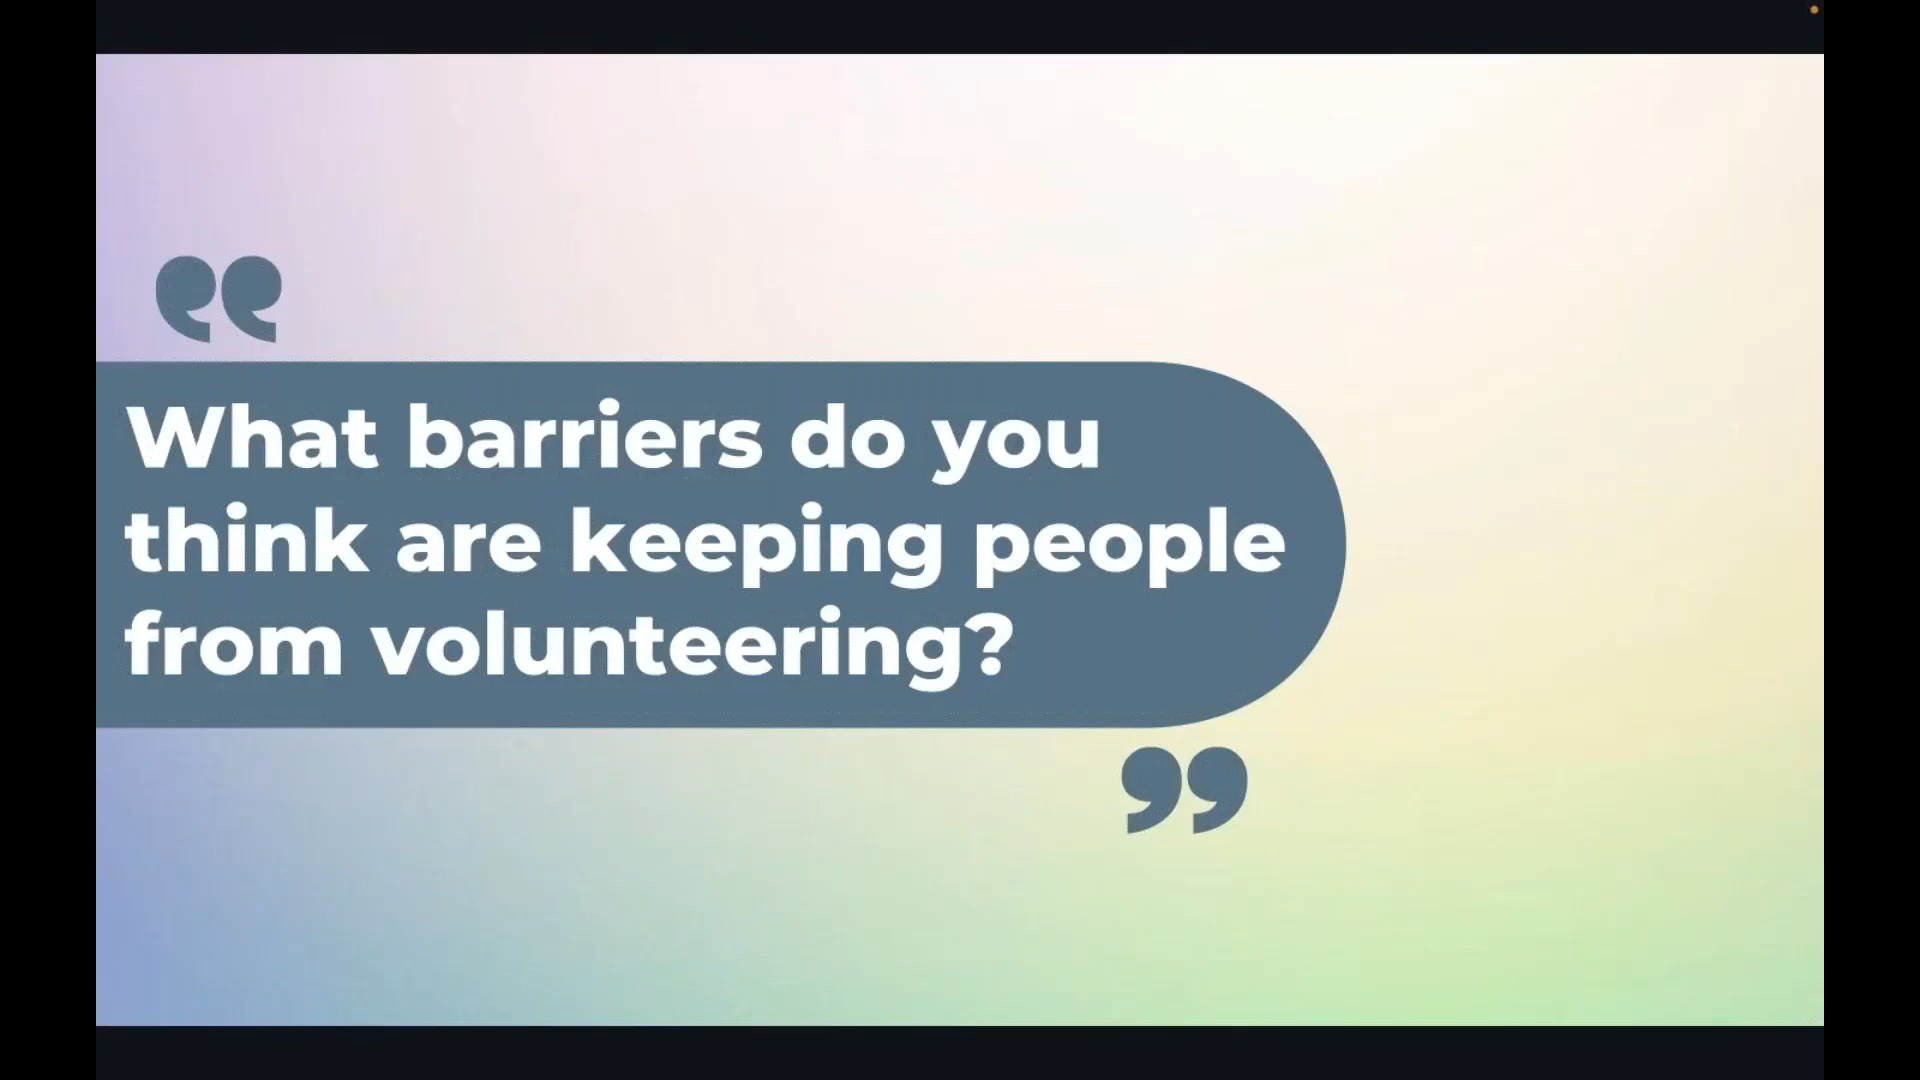 “
What barriers do you
think are keeping people
from volunteering?
”